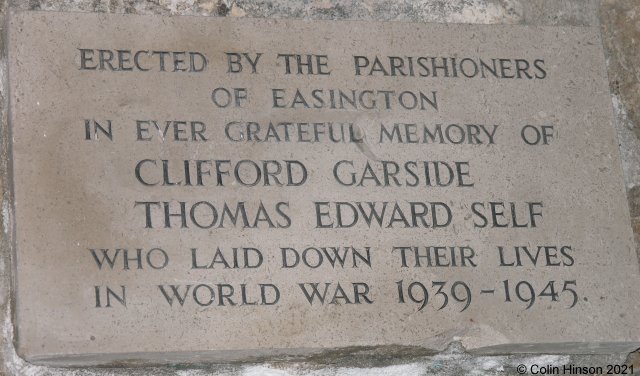 ERECTED BY THE PARISHIONERS
OF EASINGTON
IN EVER GRATEFUL MEMORY OF
CLIFFORD GARSIDE
THOMAS EDWARD SELF
WHO LAID DOWN THEIR LIVES
IN WORLD WAR 1939-1945.
©Colin Hinson 2021